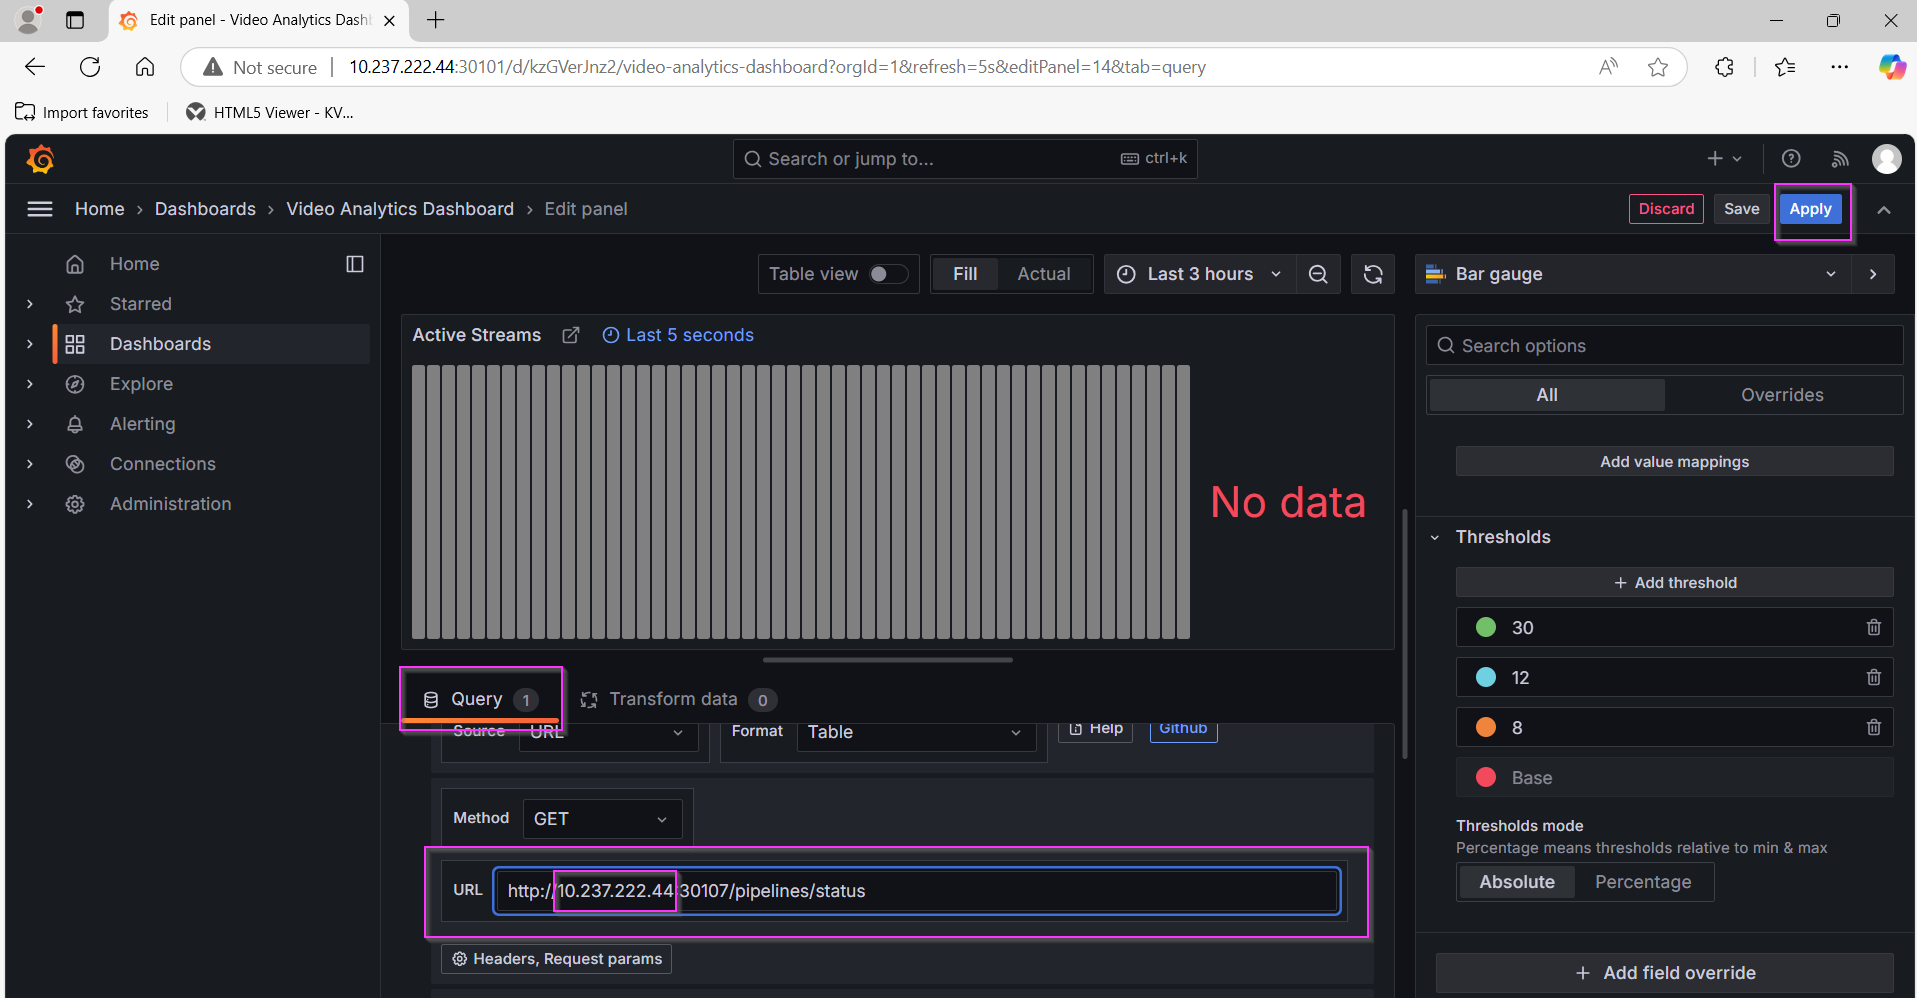 Edit panel - Video Analytics Dashl
Not secure
10.237.222.44:30101/d/kzGVerJnz2/video-analytics-dashboard?orgId=1&refresh=5s&editPanel=14&tab=query
Import favorites
HTML5 Viewer - KV...
Search or jump to...
ctrl+k
Home › Dashboards › Video Analytics Dashboard › Edit panel
Discard
Save
Apply
Home
Starred
Dashboards
Explore
Alerting
Connections
Administration
Table view
Fill
Actual
Last 3 hours
Bar gauge
Active Streams
Last 5 seconds
No data
Search options
All
Overrides
Add value mappings
Thresholds
Add threshold
30
12
8
Base
Thresholds mode
Percentage means thresholds relative to min & max
Absolute
Percentage
Add field override
Query 1
Transform data 0
Source
URL
Format
Table
Help
Github
Method
GET
URL
http://10.237.222.44:30107/pipelines/status
Headers, Request params